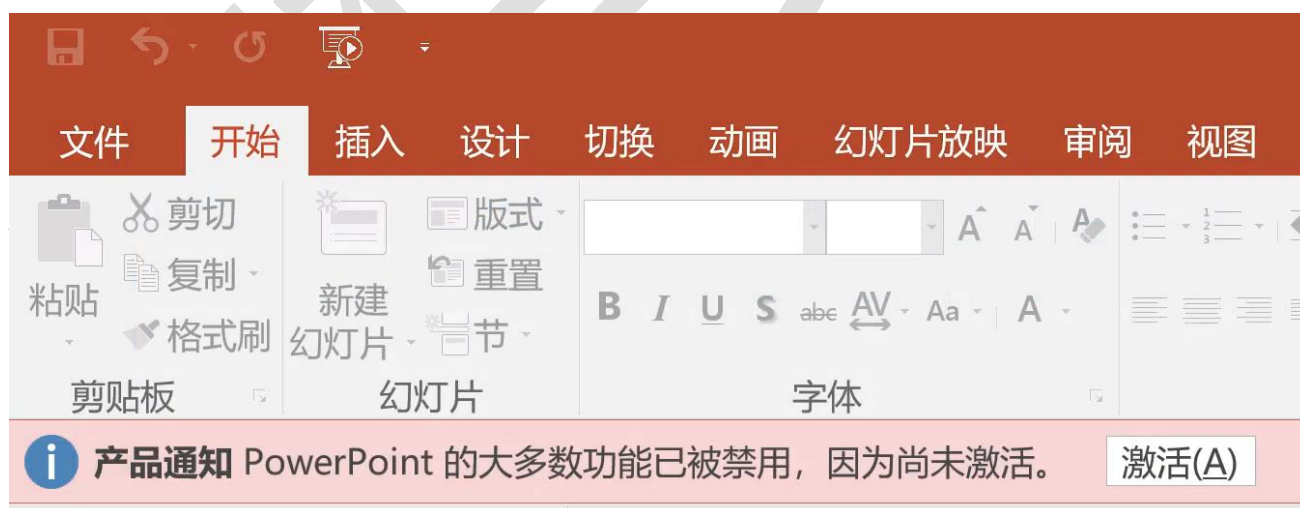 文件 开始 插入 设计 切换 动画 幻灯片放映 审阅 视图
剪切 版式
复制 重置
粘贴 新建
B I U S abc AV Aa A
格式刷 幻灯片 节
剪贴板 幻灯片 字体
产品通知 PowerPoint 的大多数功能已被禁用，因为尚未激活。 激活(A)